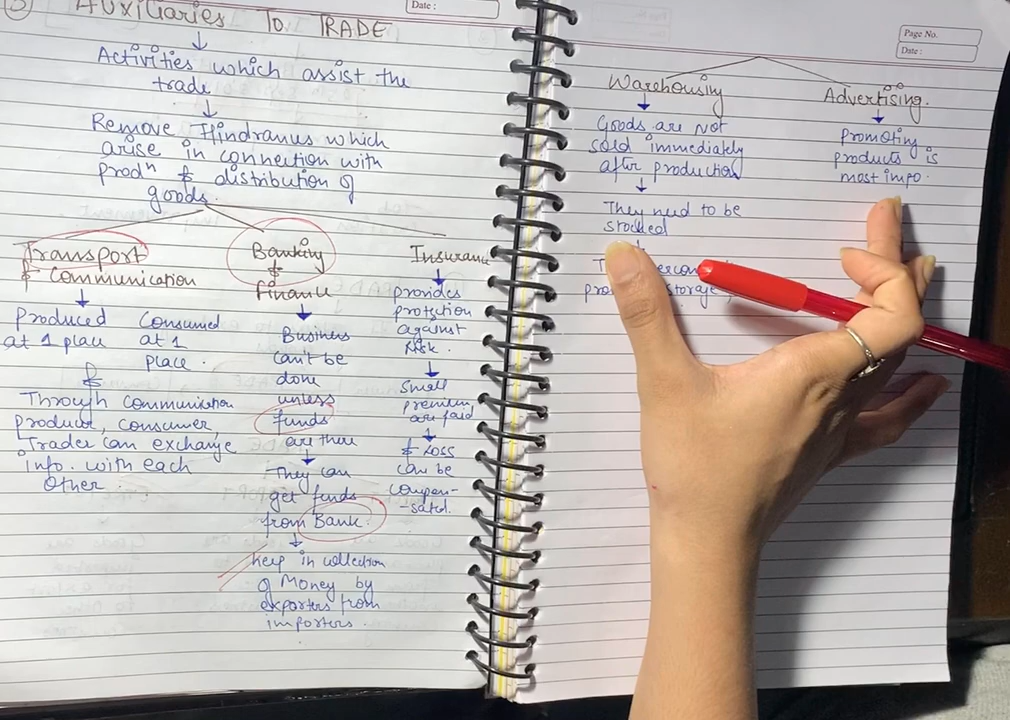 AUXILIARIES TO TRADE
Date :
Activities which assist the
trade
Remove Hindrances which
arise in connection with
prodn & distribution of
goods.
Transport
& Communication
Produced
at 1 place
Consumed
at 1
place.
&
Through communication
producer, consumer,
Trader can exchange
info. with each
other.
Banking
&
finance
Business
can't be
done
unless
funds
are there
They can
get funds
from Bank.
Help in collection
of Money by
exporters from
importers.
Insurance
provides
protection
against
Risk.
Small
premium
are paid
& Loss
can be
compen-
-sated.
Page No.
Date :
Warehousing
Goods are not
sold immediately
after production
They need to be
stocked
storage
Advertising.
Promoting
products is
most impo.